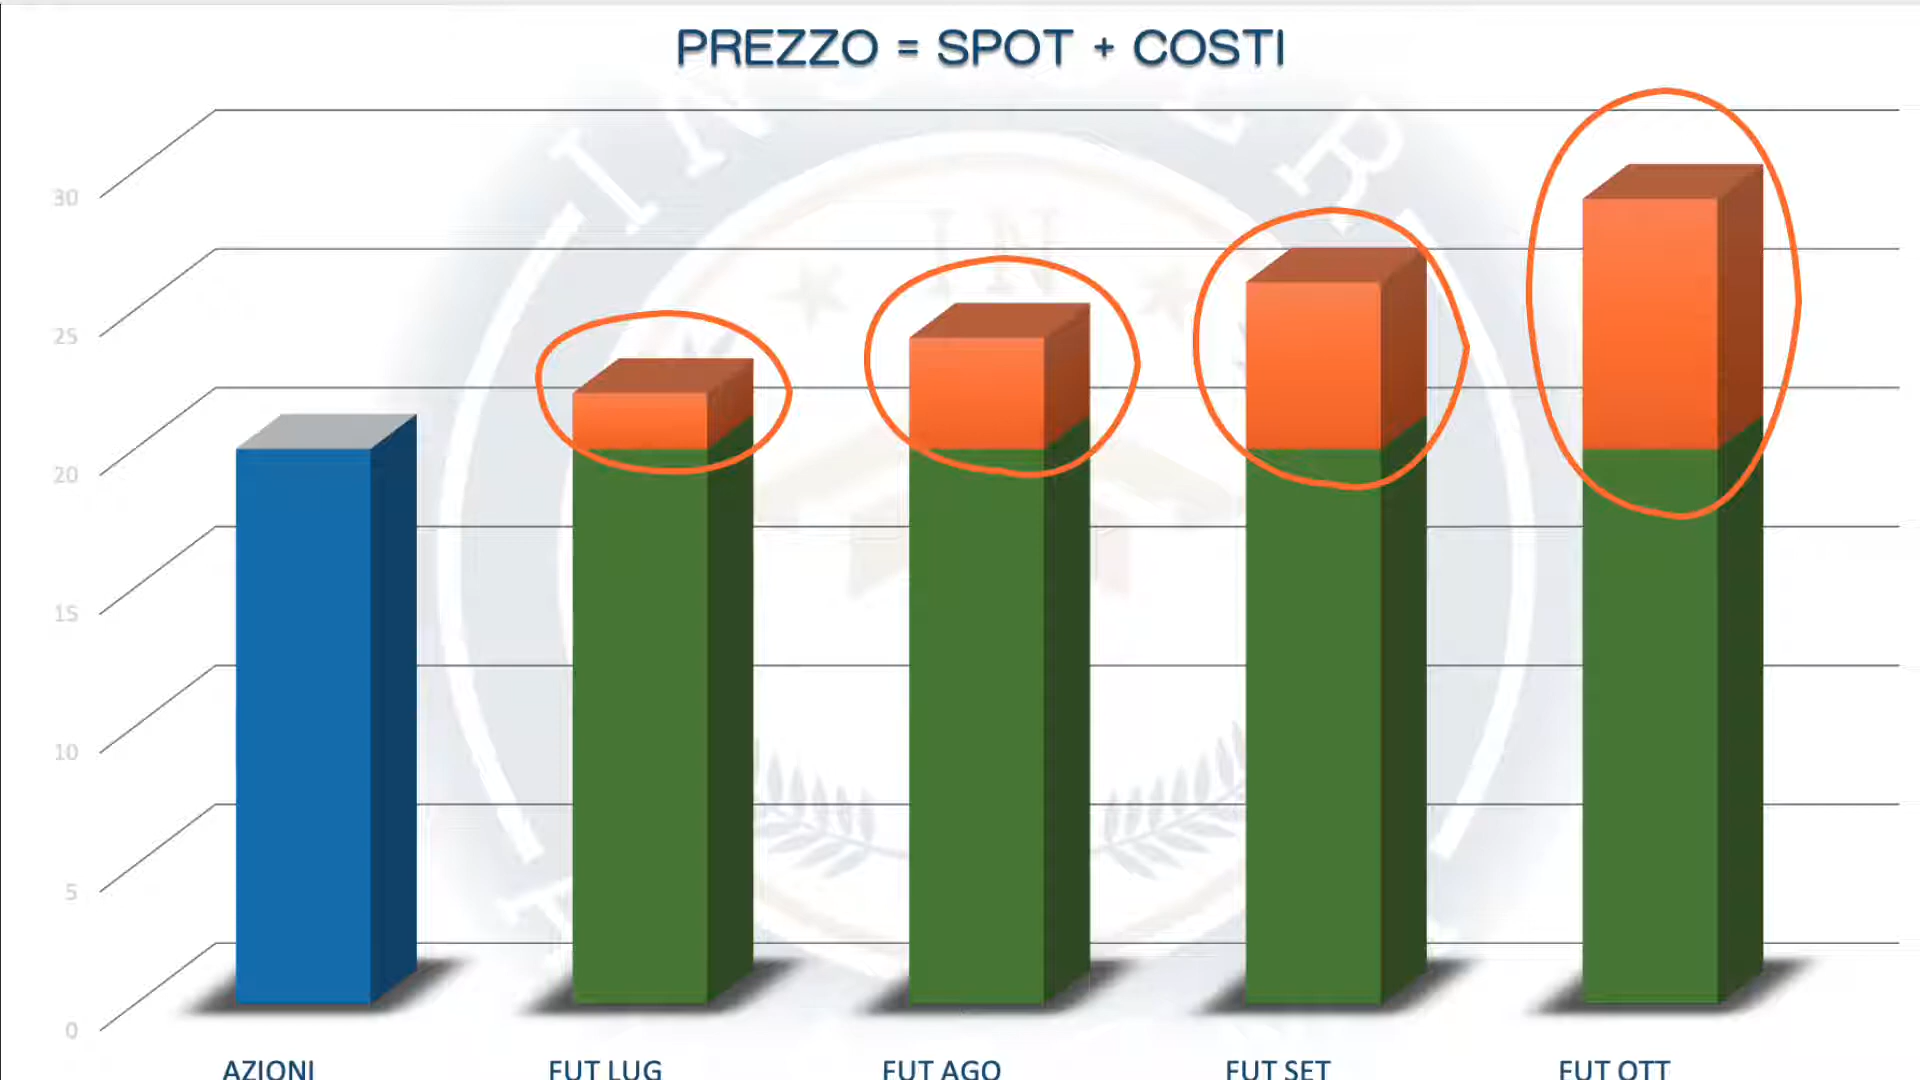 PREZZO = SPOT + COSTI
30
25
20
15
10
5
0
IN
AZIONI
FUT LUG
FUT AGO
FUT SET
FUT OTT